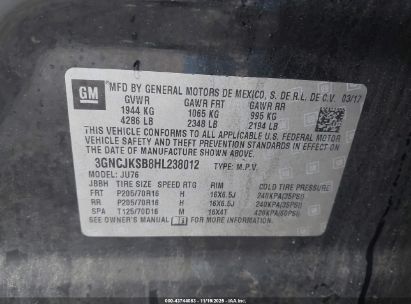 GM
MFD BY GENERAL MOTORS DE MEXICO, S. DE R.L. DE C.V. 03/17
GVWR GAWR FRT GAWR RR
1944 KG 1065 KG 995 KG
4286 LB 2348 LB 2194 LB
THIS VEHICLE CONFORMS TO ALL APPLICABLE U.S. FEDERAL MOTOR
VEHICLE SAFETY AND THEFT PREVENTION STANDARDS IN EFFECT
ON THE DATE OF MANUFACTURE SHOWN ABOVE.
3GNCJKSB8HL238012 TYPE: M.P.V.
MODEL: JU76
JBBH TIRE SIZE SPEED RTG RIM COLD TIRE PRESSURE
FRT P205/70R16 H 16X6.5J 240KPA(35PSI)
RR P205/70R16 H 16X6.5J 240KPA(35PSI)
SPA T125/70D16 M 16X4T 420KPA(60PSI)
SEE OWNER'S MANUAL FOR ADDITIONAL INFORMATION